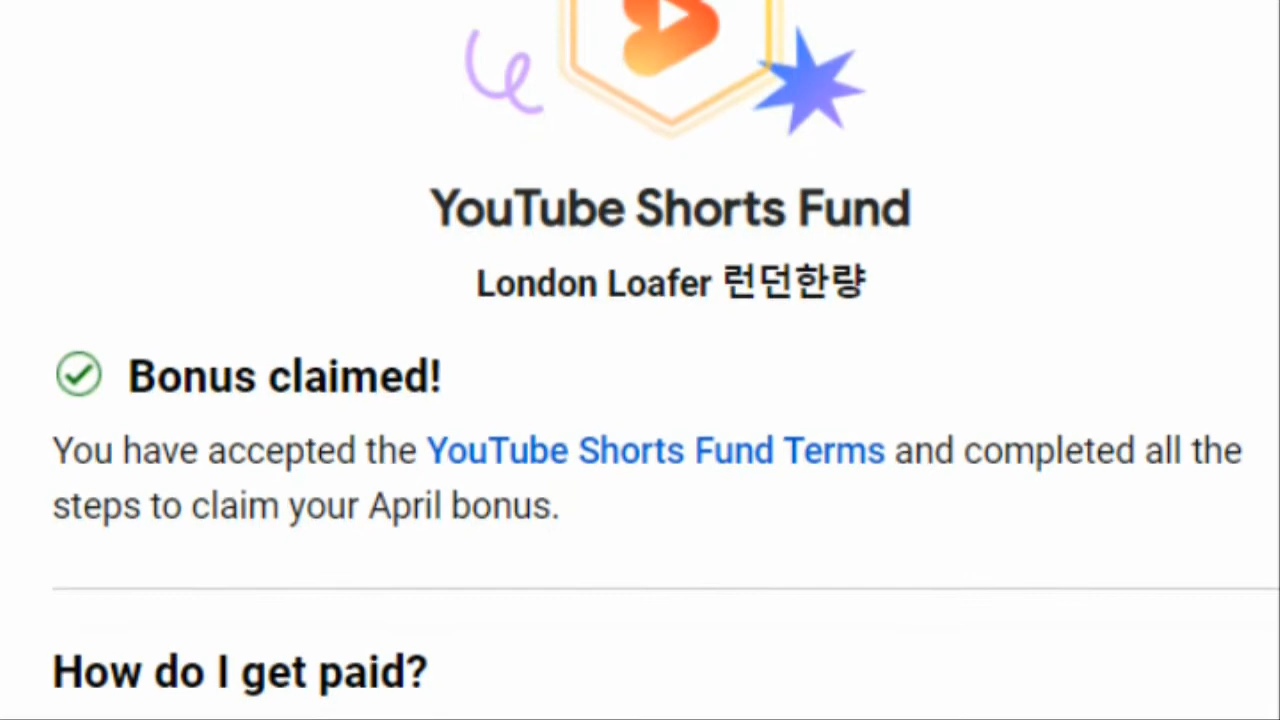 YouTube Shorts Fund
London Loafer 런던한량
Bonus claimed!
You have accepted the YouTube Shorts Fund Terms and completed all the
steps to claim your April bonus.
How do I get paid?